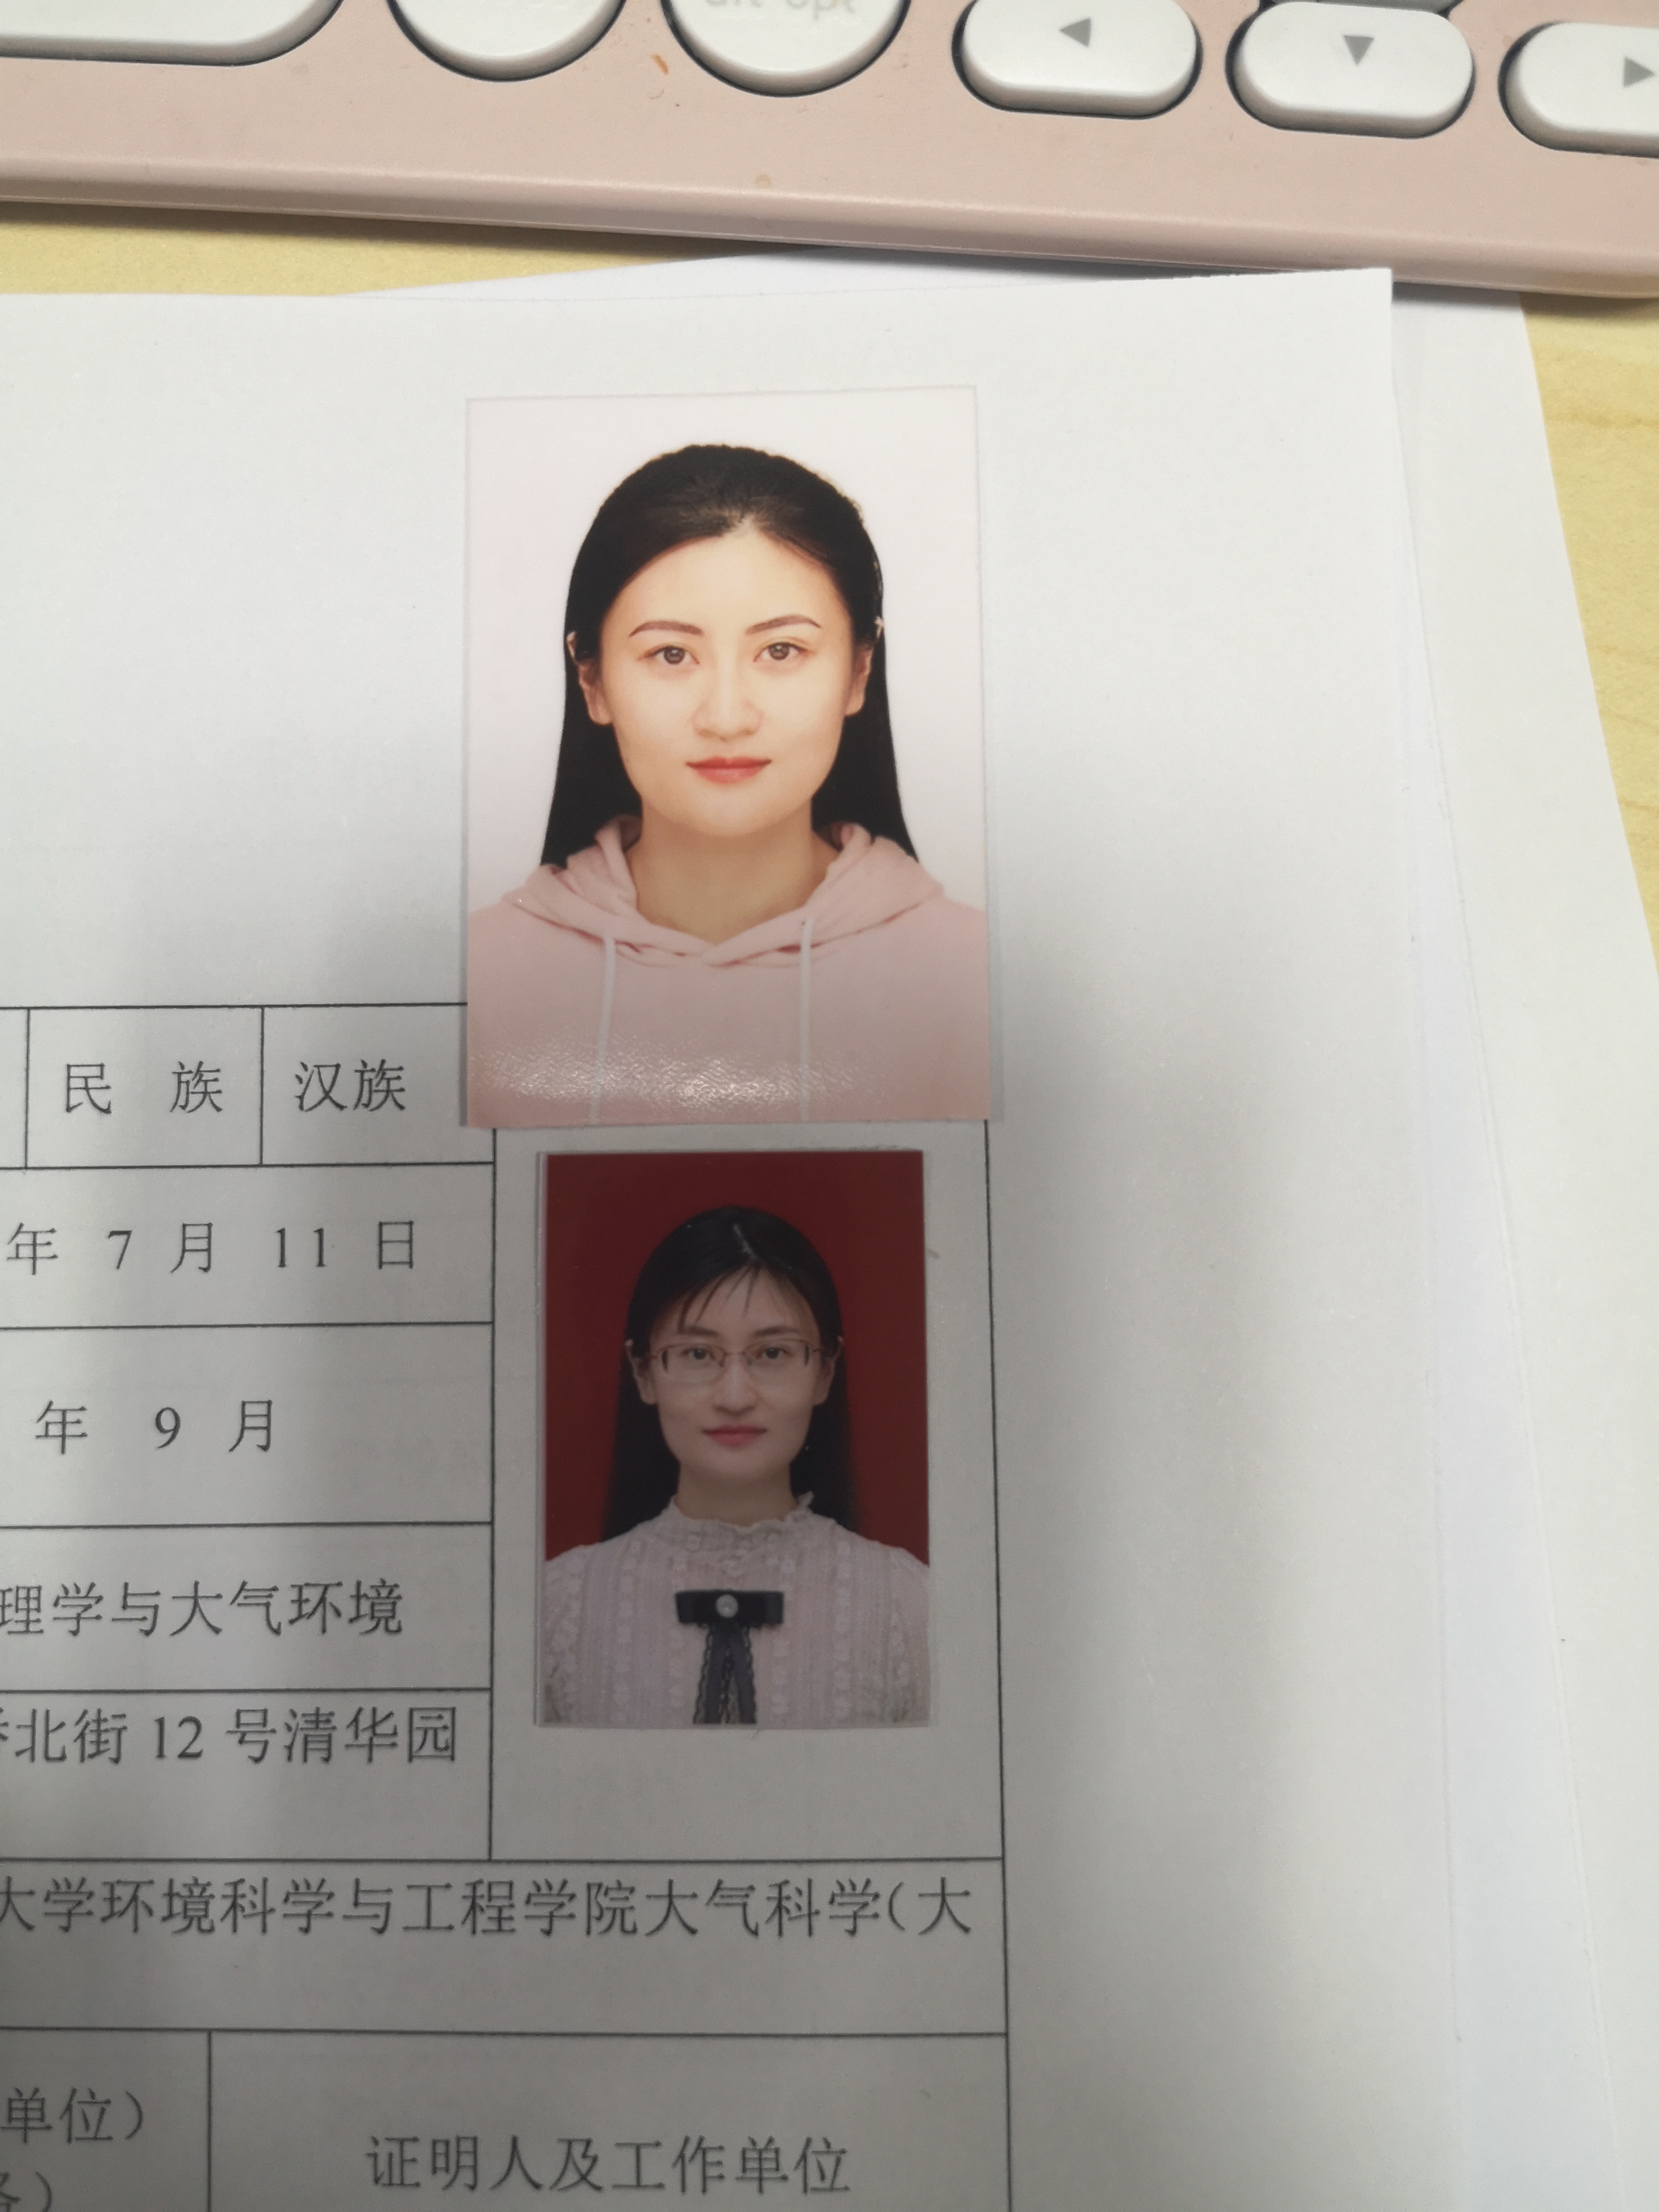 alt opt
◀ ▼ ▶
民 族 汉族
年 7 月 11 日
年 9 月
理学与大气环境
北街 12 号清华园
大学环境科学与工程学院大气科学（大
单位）
）
证明人及工作单位